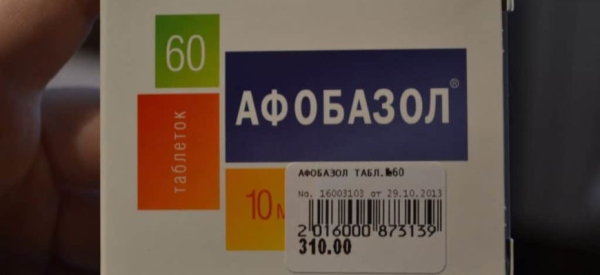 60
таблеток
АФОБАЗОЛ®
10 м
АФОБАЗОЛ ТАБЛ.№60
No. 16003103 от 29.10.2013
2 016000 873139
310.00